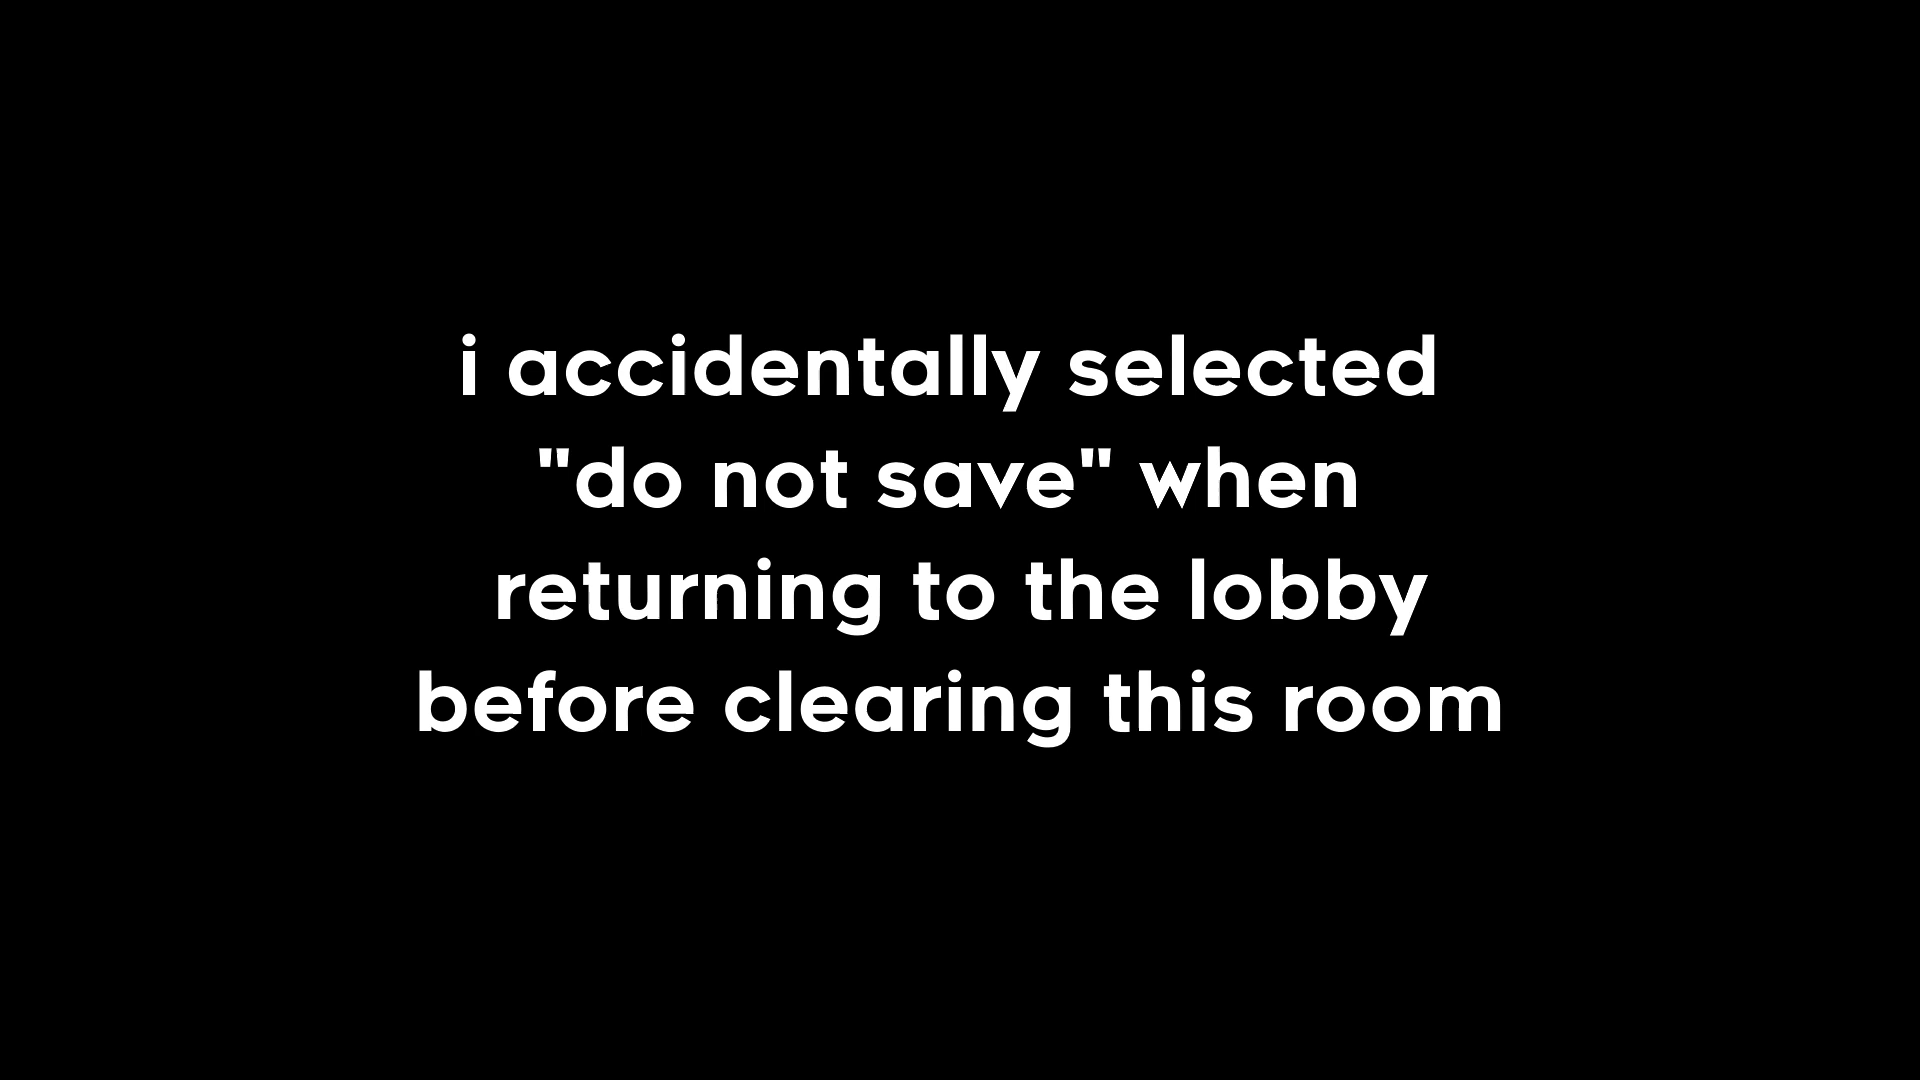 i accidentally selected
"do not save" when
returning to the lobby
before clearing this room